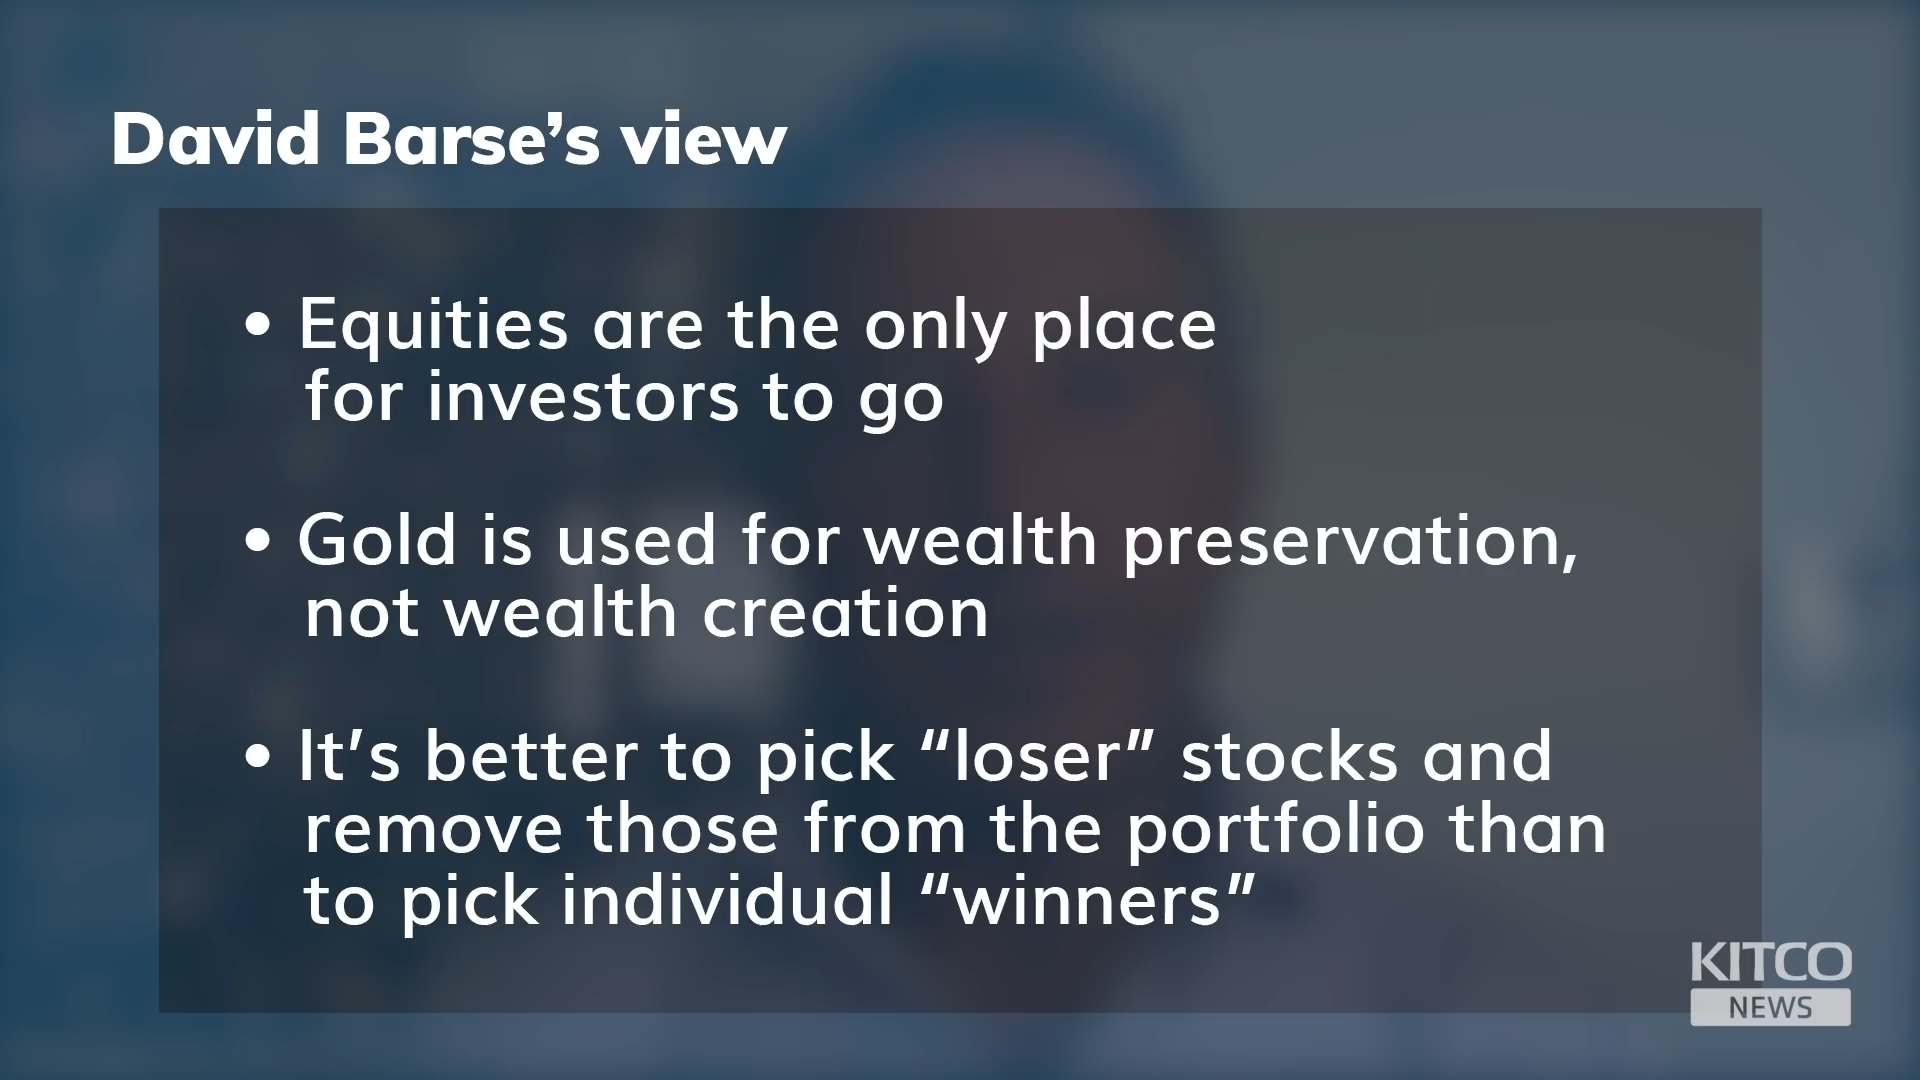 David Barse’s view
• Equities are the only place
for investors to go
• Gold is used for wealth preservation,
not wealth creation
• It’s better to pick “loser” stocks and
remove those from the portfolio than
to pick individual “winners”
KITCO
NEWS